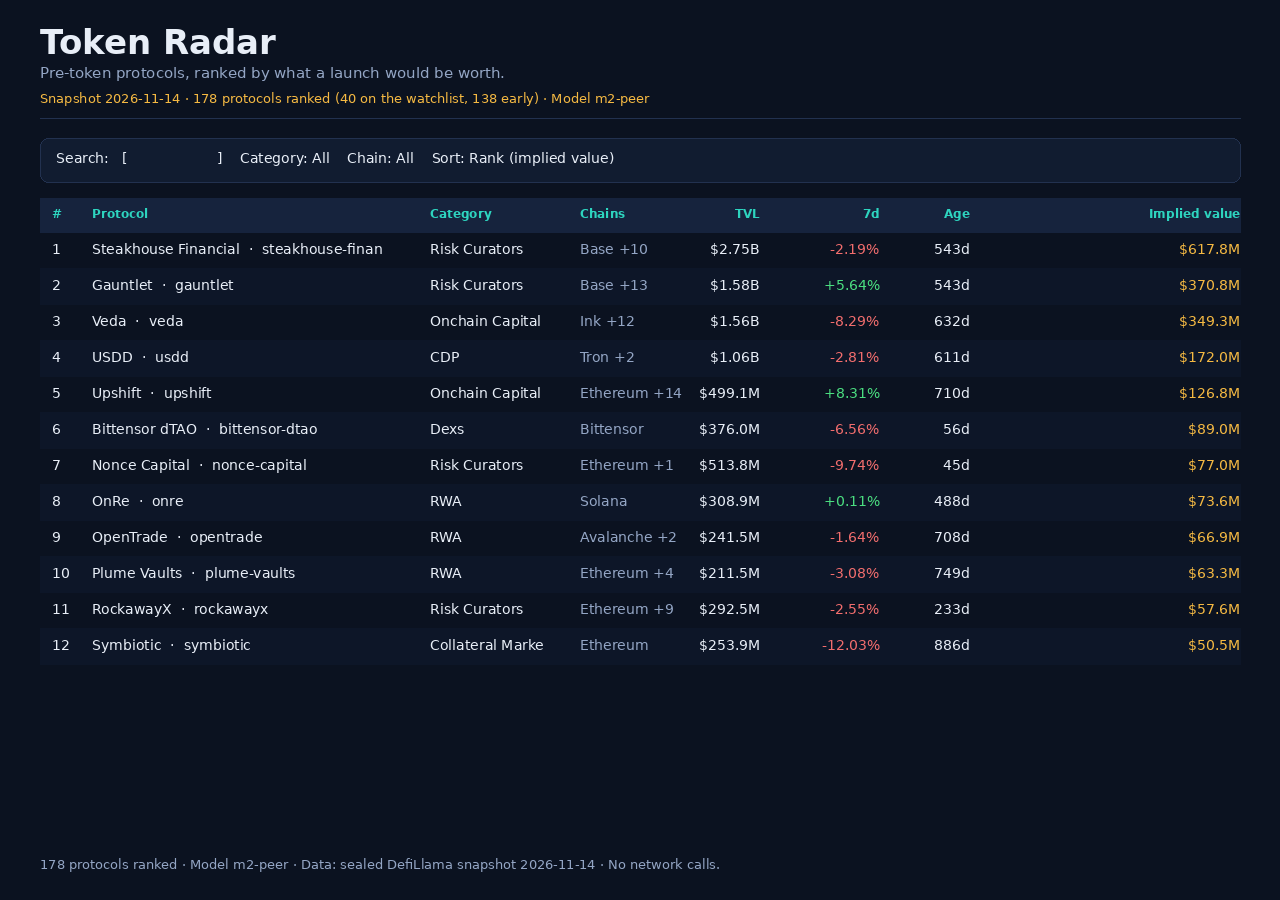 Token Radar
Pre-token protocols, ranked by what a launch would be worth.
Snapshot 2026-11-14 · 178 protocols ranked (40 on the watchlist, 138 early) · Model m2-peer
Search: [ ] Category: All Chain: All Sort: Rank (implied value)
# Protocol Category Chains TVL 7d Age Implied value
1 Steakhouse Financial · steakhouse-finan Risk Curators Base +10 $2.75B -2.19% 543d $617.8M
2 Gauntlet · gauntlet Risk Curators Base +13 $1.58B +5.64% 543d $370.8M
3 Veda · veda Onchain Capital Ink +12 $1.56B -8.29% 632d $349.3M
4 USDD · usdd CDP Tron +2 $1.06B -2.81% 611d $172.0M
5 Upshift · upshift Onchain Capital Ethereum +14 $499.1M +8.31% 710d $126.8M
6 Bittensor dTAO · bittensor-dtao Dexs Bittensor $376.0M -6.56% 56d $89.0M
7 Nonce Capital · nonce-capital Risk Curators Ethereum +1 $513.8M -9.74% 45d $77.0M
8 OnRe · onre RWA Solana $308.9M +0.11% 488d $73.6M
9 OpenTrade · opentrade RWA Avalanche +2 $241.5M -1.64% 708d $66.9M
10 Plume Vaults · plume-vaults RWA Ethereum +4 $211.5M -3.08% 749d $63.3M
11 RockawayX · rockawayx Risk Curators Ethereum +9 $292.5M -2.55% 233d $57.6M
12 Symbiotic · symbiotic Collateral Marke Ethereum $253.9M -12.03% 886d $50.5M
178 protocols ranked · Model m2-peer · Data: sealed DefiLlama snapshot 2026-11-14 · No network calls.